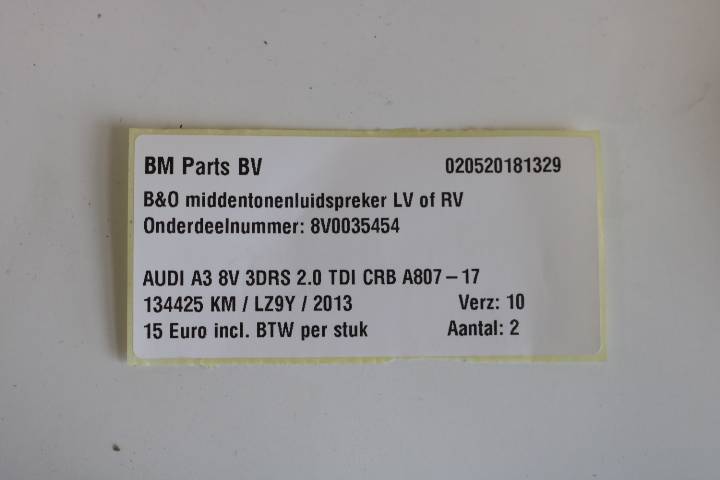 BM Parts BV 020520181329
B&O middentonenluidspreker LV of RV
Onderdeelnummer: 8V0035454
AUDI A3 8V 3DRS 2.0 TDI CRB A807-17
134425 KM / LZ9Y / 2013 Verz: 10
15 Euro incl. BTW per stuk Aantal: 2